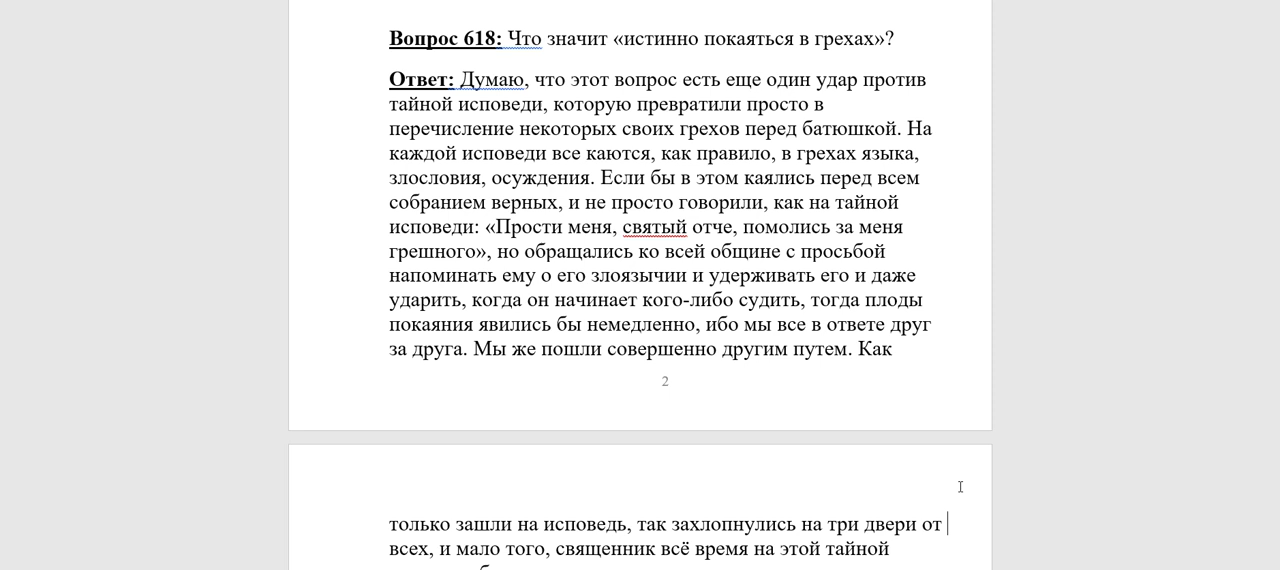 Вопрос 618: Что значит «истинно покаяться в грехах»?
Ответ: Думаю, что этот вопрос есть еще один удар против
тайной исповеди, которую превратили просто в
перечисление некоторых своих грехов перед батюшкой. На
каждой исповеди все каются, как правило, в грехах языка,
злословия, осуждения. Если бы в этом каялись перед всем
собранием верных, и не просто говорили, как на тайной
исповеди: «Прости меня, святый отче, помолись за меня
грешного», но обращались ко всей общине с просьбой
напоминать ему о его злоязычии и удерживать его и даже
ударить, когда он начинает кого-либо судить, тогда плоды
покаяния явились бы немедленно, ибо мы все в ответе друг
за друга. Мы же пошли совершенно другим путем. Как
2
только зашли на исповедь, так захлопнулись на три двери от
всех, и мало того, священник всё время на этой тайной